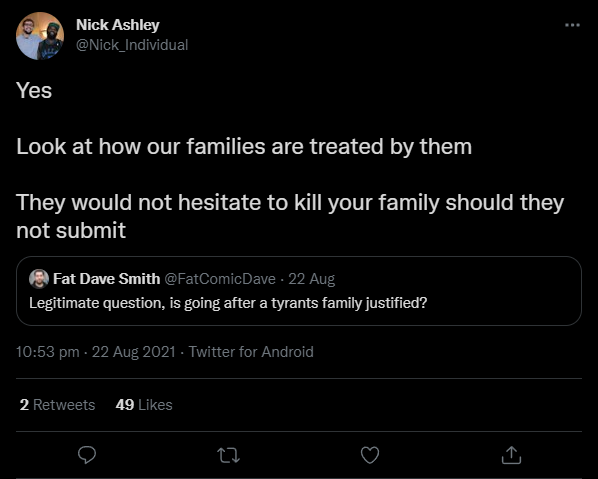 Nick Ashley
@Nick_Individual
Yes
Look at how our families are treated by them
They would not hesitate to kill your family should they
not submit
Fat Dave Smith @FatComicDave · 22 Aug
Legitimate question, is going after a tyrants family justified?
10:53 pm · 22 Aug 2021 · Twitter for Android
2 Retweets 49 Likes